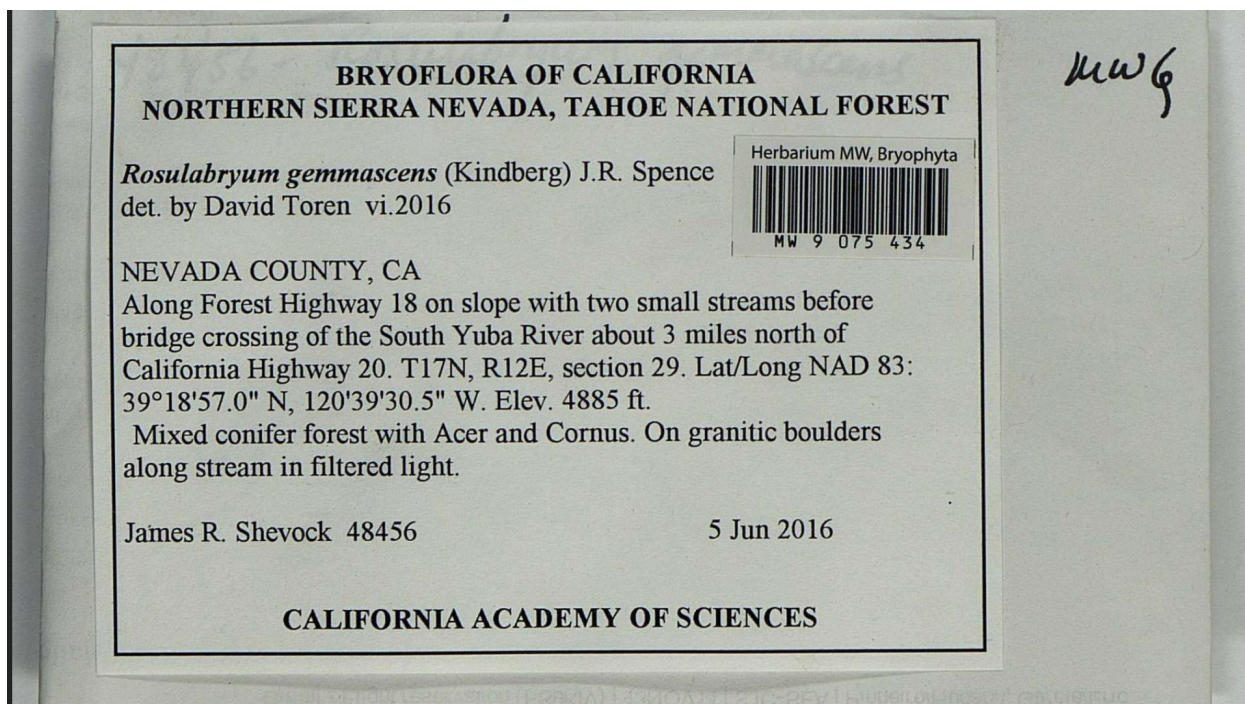 BRYOFLORA OF CALIFORNIA
NORTHERN SIERRA NEVADA, TAHOE NATIONAL FOREST
Rosulabryum gemmascens (Kindberg) J.R. Spence
det. by David Toren vi.2016
Herbarium MW, Bryophyta
MW 9 075 434
NEVADA COUNTY, CA
Along Forest Highway 18 on slope with two small streams before
bridge crossing of the South Yuba River about 3 miles north of
California Highway 20. T17N, R12E, section 29. Lat/Long NAD 83:
39°18'57.0" N, 120'39'30.5" W. Elev. 4885 ft.
Mixed conifer forest with Acer and Cornus. On granitic boulders
along stream in filtered light.
James R. Shevock 48456
5 Jun 2016
CALIFORNIA ACADEMY OF SCIENCES
MWG